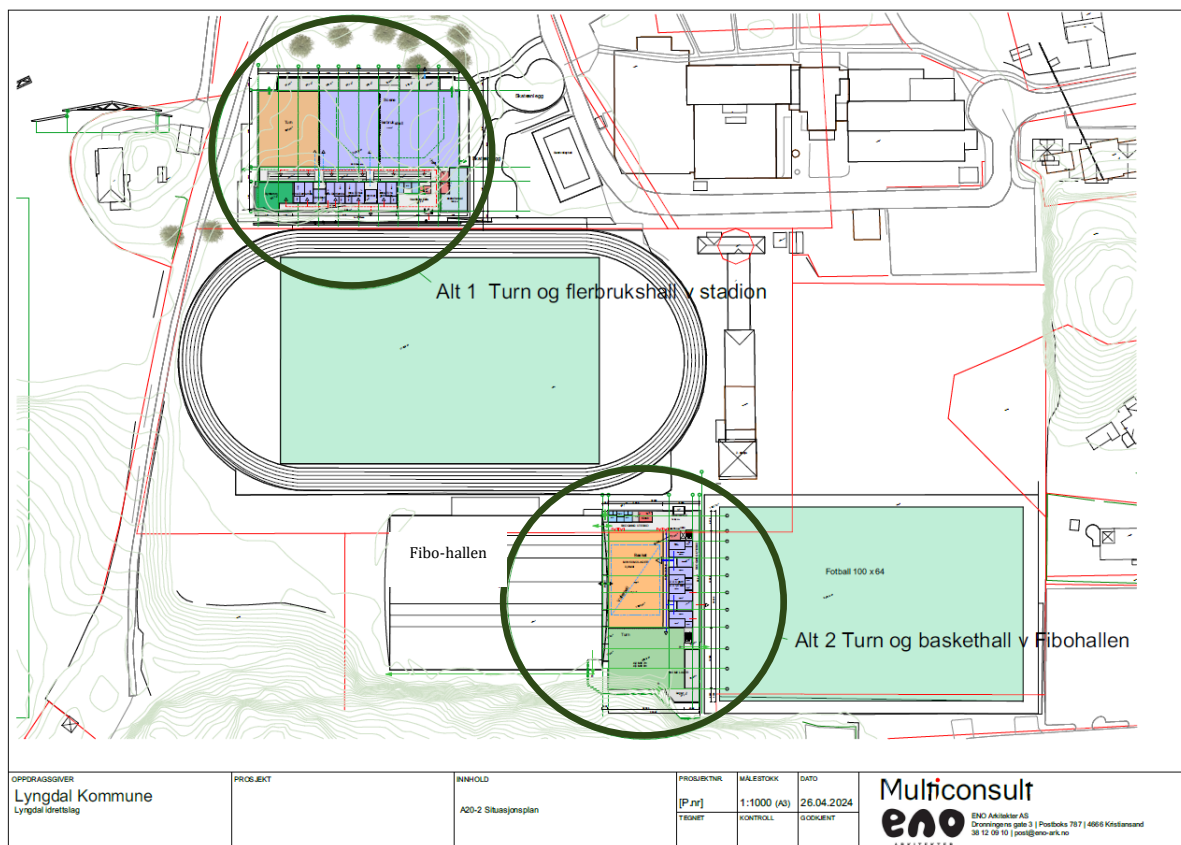 Turn
Alt 1 Turn og flerbrukshall v stadion
Fibo-hallen
Turn
Fotball 100 x 64
Alt 2 Turn og baskethall v Fibohallen
OPPDRAGSGIVER
Lyngdal Kommune
Lyngdal idrettslag
PROSJEKT
INNHOLD
A20-2 Situasjonsplan
PROSJEKTNR.
[P.nr]
TEGNET
MÅLESTOKK
1:1000 (A3)
KONTROLL
DATO
26.04.2024
GODKJENT
Multiconsult
eno
ARKITEKTER
ENO Arkitekter AS
Dronningens gate 3 | Postboks 787 | 4666 Kristiansand
38 12 09 10 | post@eno-ark.no